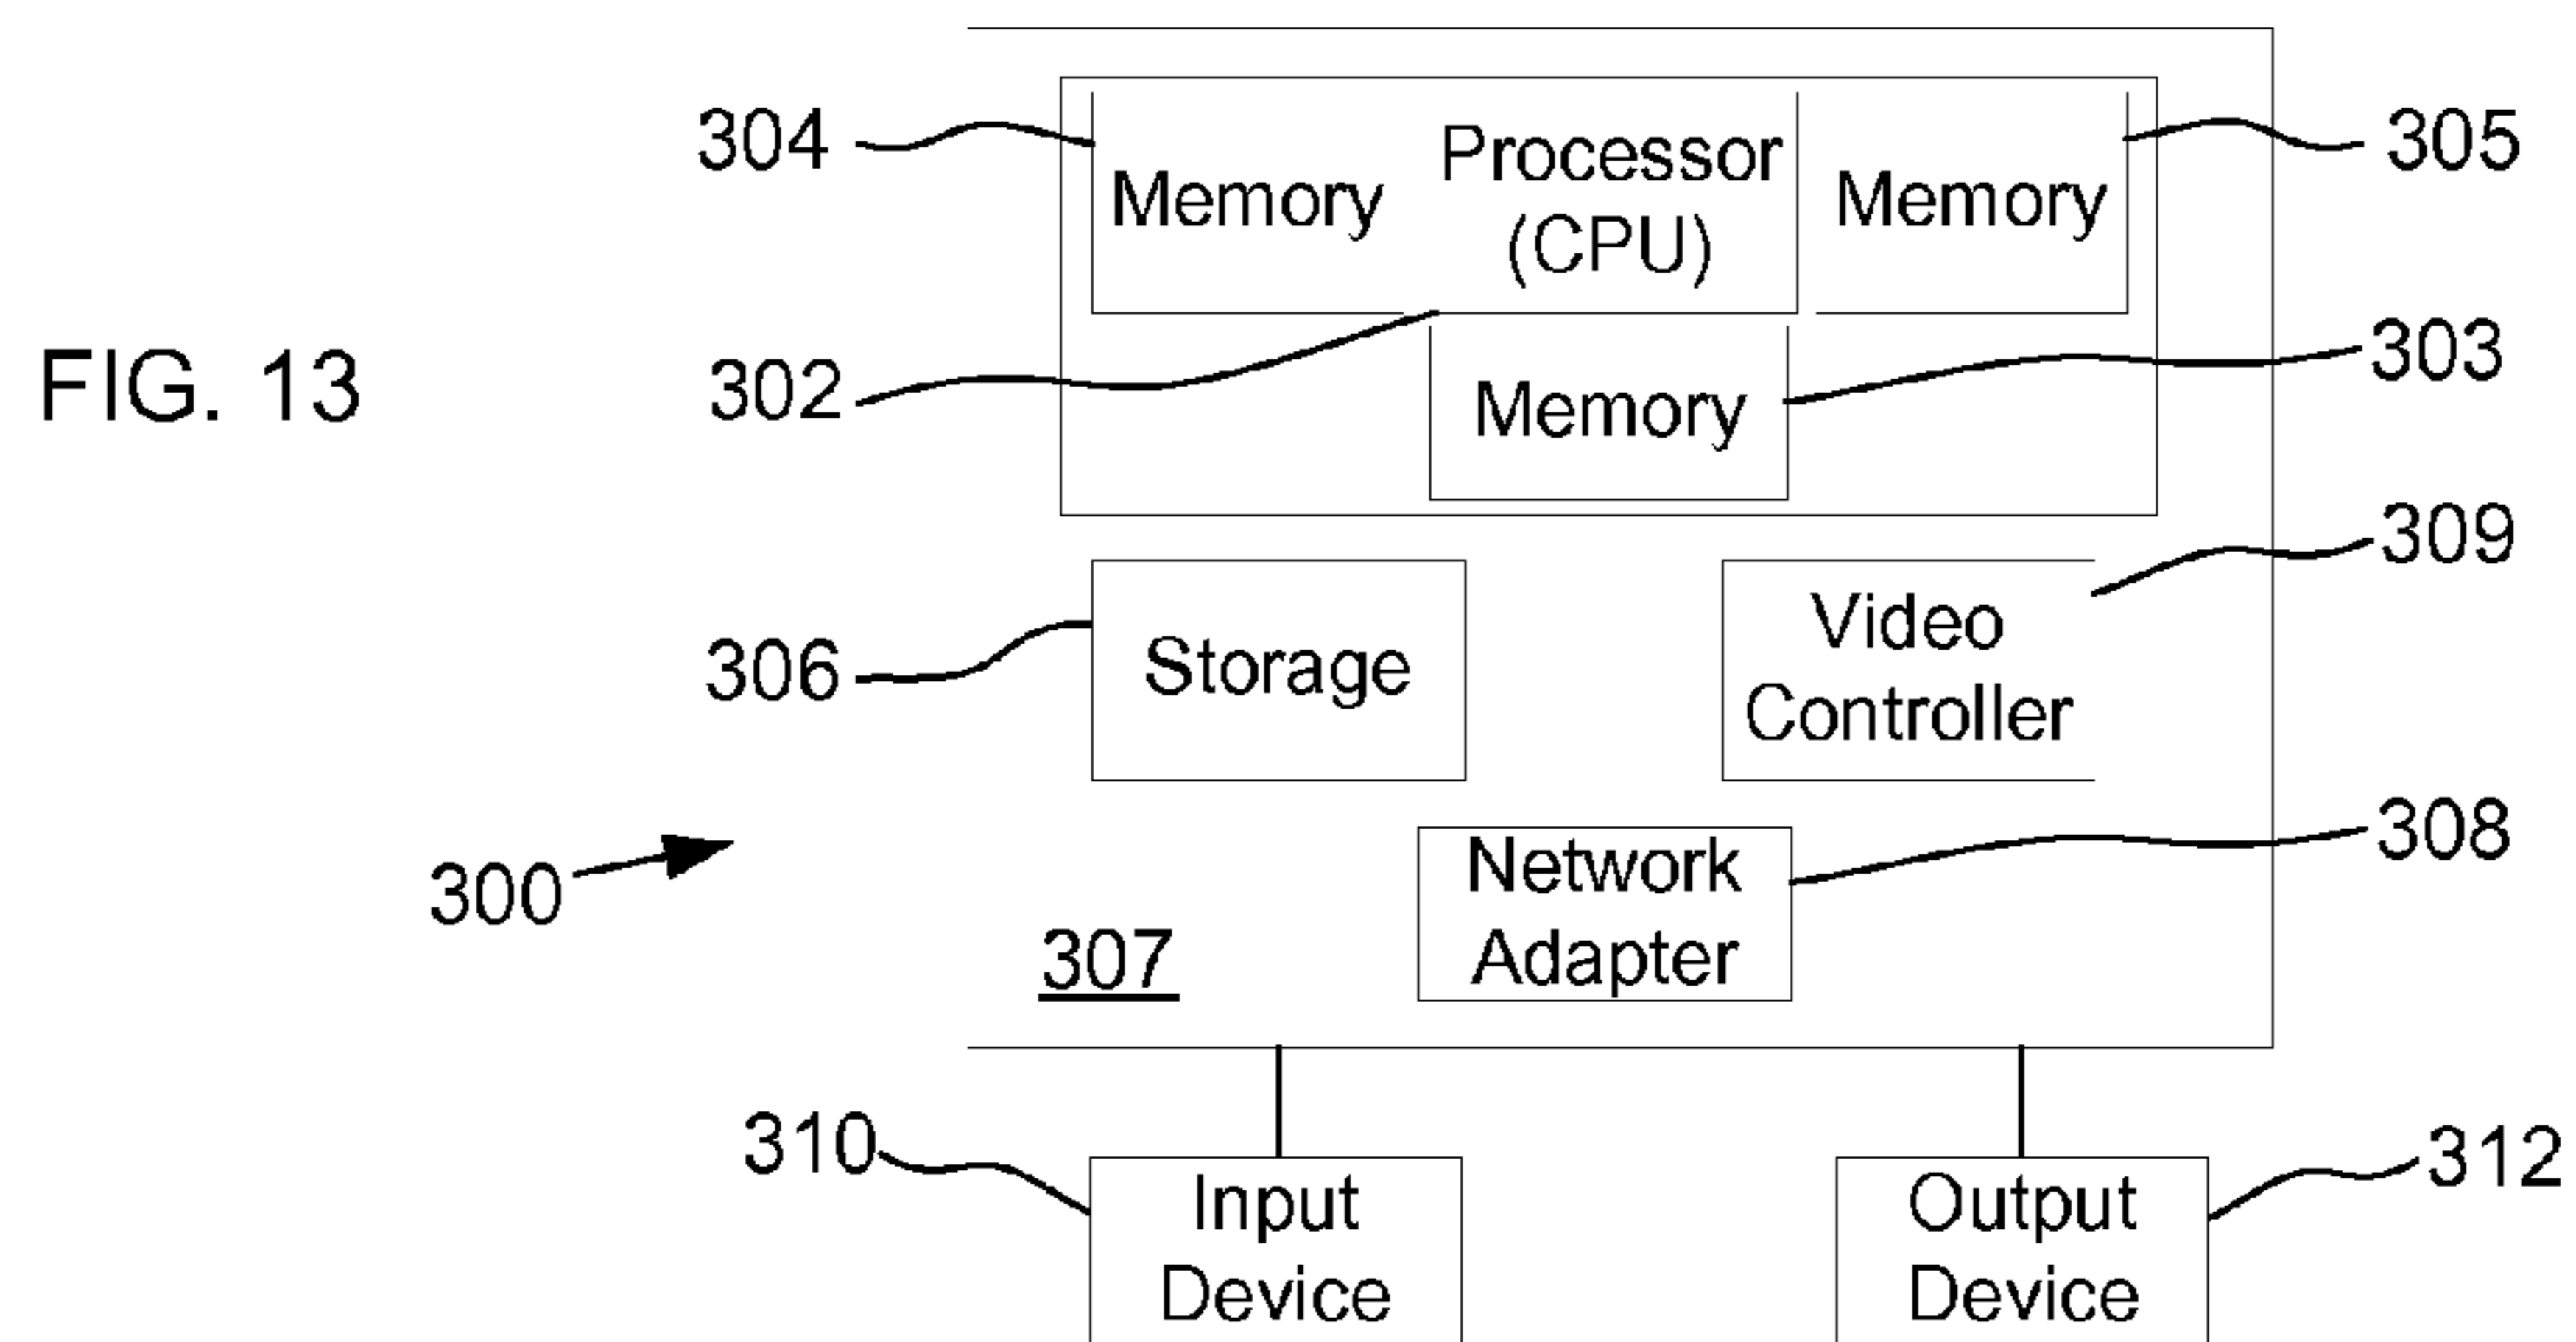 304
Memory
Processor
(CPU)
Memory
305
FIG. 13
302
Memory
303
309
306
Storage
Video
Controller
300
307
Network
Adapter
308
310
Input
Device
Output
Device
312